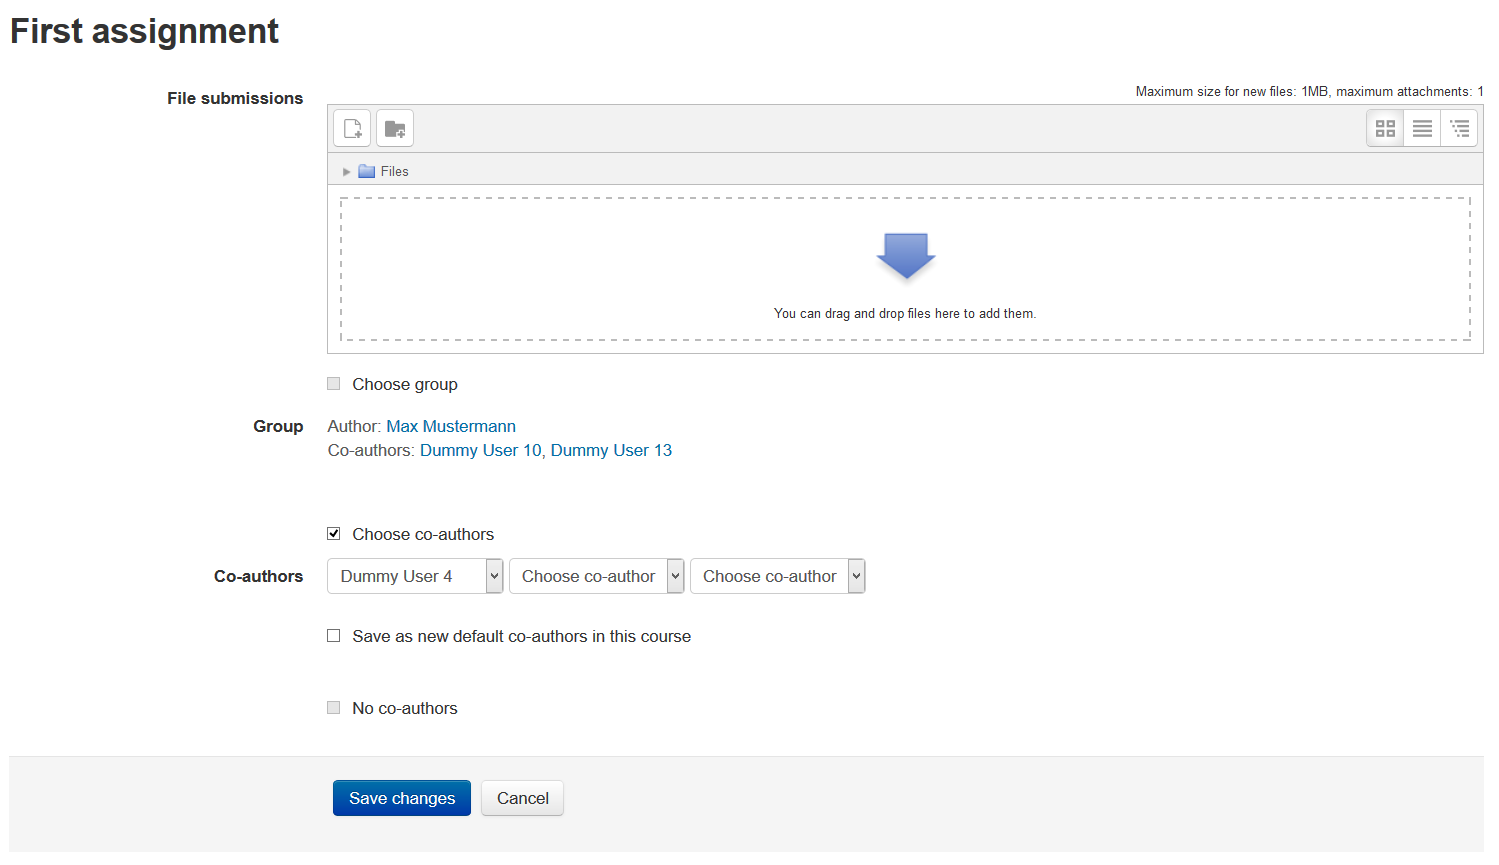 First assignment
File submissions
Maximum size for new files: 1MB, maximum attachments: 1
Files
You can drag and drop files here to add them.
Choose group
Group
Author: Max Mustermann
Co-authors: Dummy User 10, Dummy User 13
Choose co-authors
Co-authors
Dummy User 4
Choose co-author
Choose co-author
Save as new default co-authors in this course
No co-authors
Save changes
Cancel